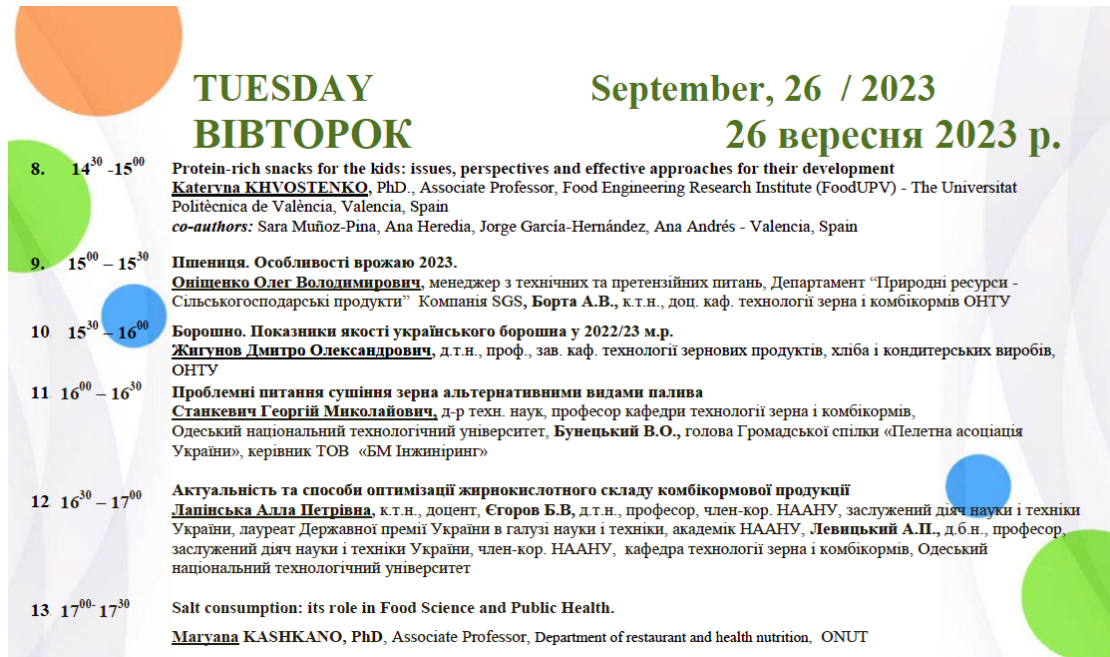 TUESDAY September, 26 / 2023
ВІВТОРОК 26 вересня 2023 р.
8. 14³⁰ -15⁰⁰ Protein-rich snacks for the kids: issues, perspectives and effective approaches for their development
Kateryna KHVOSTENKO, PhD., Associate Professor, Food Engineering Research Institute (FoodUPV) - The Universitat
Politècnica de València, Valencia, Spain
co-authors: Sara Muñoz-Pina, Ana Heredia, Jorge García-Hernández, Ana Andrés - Valencia, Spain
9. 15⁰⁰ – 15³⁰ Пшениця. Особливості врожаю 2023.
Оніщенко Олег Володимирович, менеджер з технічних та претензійних питань, Департамент “Природні ресурси -
Сільськогосподарські продукти” Компанія SGS, Борта А.В., к.т.н., доц. каф. технології зерна і комбікормів ОНТУ
10. 15³⁰ – 16⁰⁰ Борошно. Показники якості українського борошна у 2022/23 м.р.
Жигунов Дмитро Олександрович, д.т.н., проф., зав. каф. технології зернових продуктів, хліба і кондитерських виробів,
ОНТУ
11. 16⁰⁰ – 16³⁰ Проблемні питання сушіння зерна альтернативними видами палива
Станкевич Георгій Миколайович, д-р техн. наук, професор кафедри технології зерна і комбікормів,
Одеський національний технологічний університет, Бунецький В.О., голова Громадської спілки «Пелетна асоціація
України», керівник ТОВ «БМ Інжиніринг»
12. 16³⁰ – 17⁰⁰ Актуальність та способи оптимізації жирнокислотного складу комбікормової продукції
Лапінська Алла Петрівна, к.т.н., доцент, Єгоров Б.В, д.т.н., професор, член-кор. НААНУ, заслужений діяч науки і техніки
України, лауреат Державної премії України в галузі науки і техніки, академік НААНУ, Левицький А.П., д.б.н., професор,
заслужений діяч науки і техніки України, член-кор. НААНУ, кафедра технології зерна і комбікормів, Одеський
національний технологічний університет
13. 17⁰⁰- 17³⁰ Salt consumption: its role in Food Science and Public Health.
Maryana KASHKANO, PhD, Associate Professor, Department of restaurant and health nutrition, ONUT